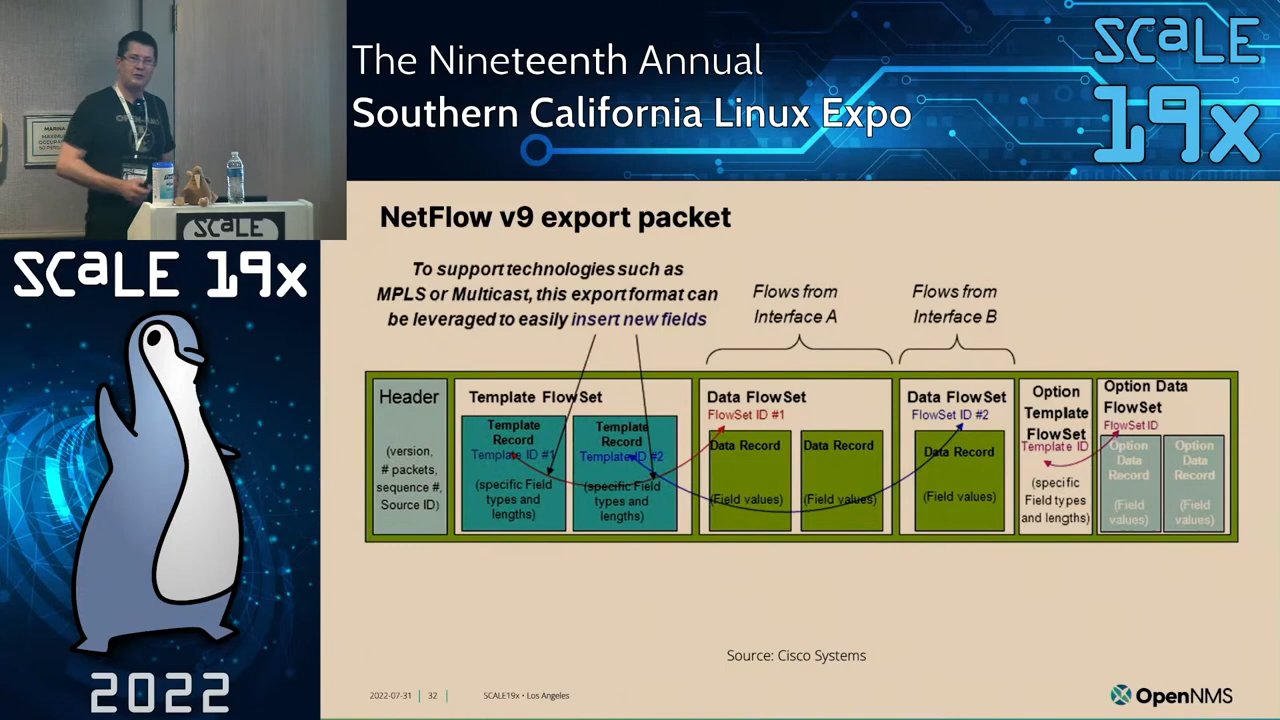 The Nineteenth Annual
Southern California Linux Expo
SCaLE
19x
MARINA
SCaLE
SCaLE 19x
2022
NetFlow v9 export packet
To support technologies such as
MPLS or Multicast, this export format can
be leveraged to easily insert new fields
Flows from
Interface A
Flows from
Interface B
Header
(version,
# packets,
sequence #,
Source ID)
Template FlowSet
Template
Record
Template ID #1
(specific Field
types and
lengths)
Template
Record
Template ID #2
(specific Field
types and
lengths)
Data FlowSet
FlowSet ID #1
Data Record
(Field values)
Data Record
(Field values)
Data FlowSet
FlowSet ID #2
Data Record
(Field values)
Option
Template
FlowSet
Template ID
(specific
Field types
and lengths)
Option Data
FlowSet
FlowSet ID
Option
Data
Record
(Field
values)
Option
Data
Record
(Field
values)
Source: Cisco Systems
2022-07-31 | 32 | SCALE19x • Los Angeles
OpenNMS